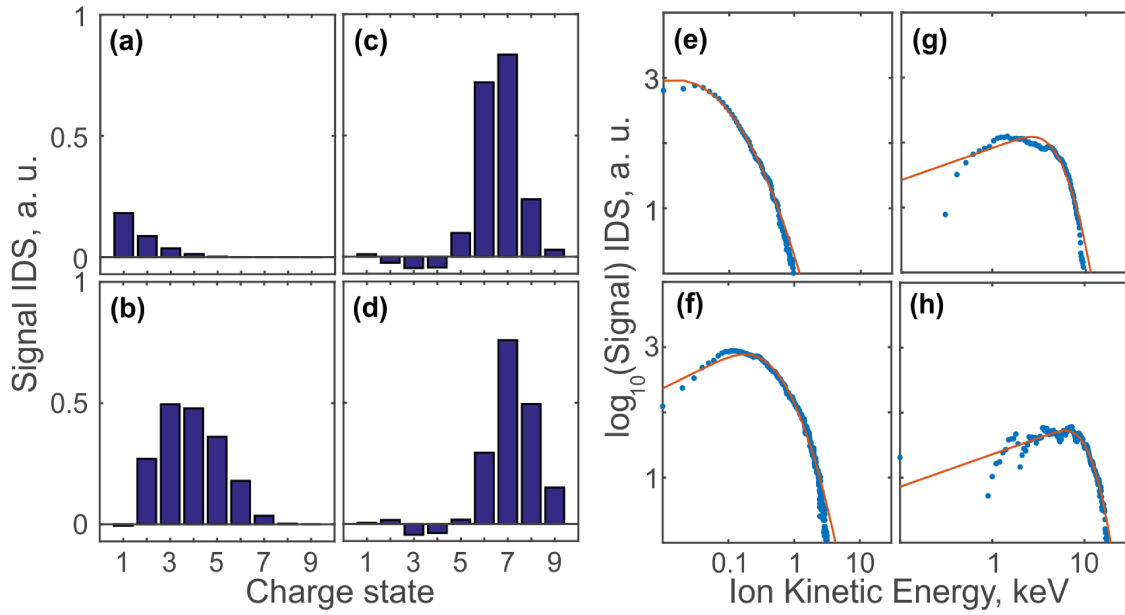 1
(a)
(c)
(e)
(g)
3
0.5
1
0
1
(b)
(d)
(f)
(h)
3
0.5
1
0
1 3 5 7 9
1 3 5 7 9
0.1 1 10
1 10
Signal IDS, a. u.
Charge state
log10(Signal) IDS, a. u.
Ion Kinetic Energy, keV